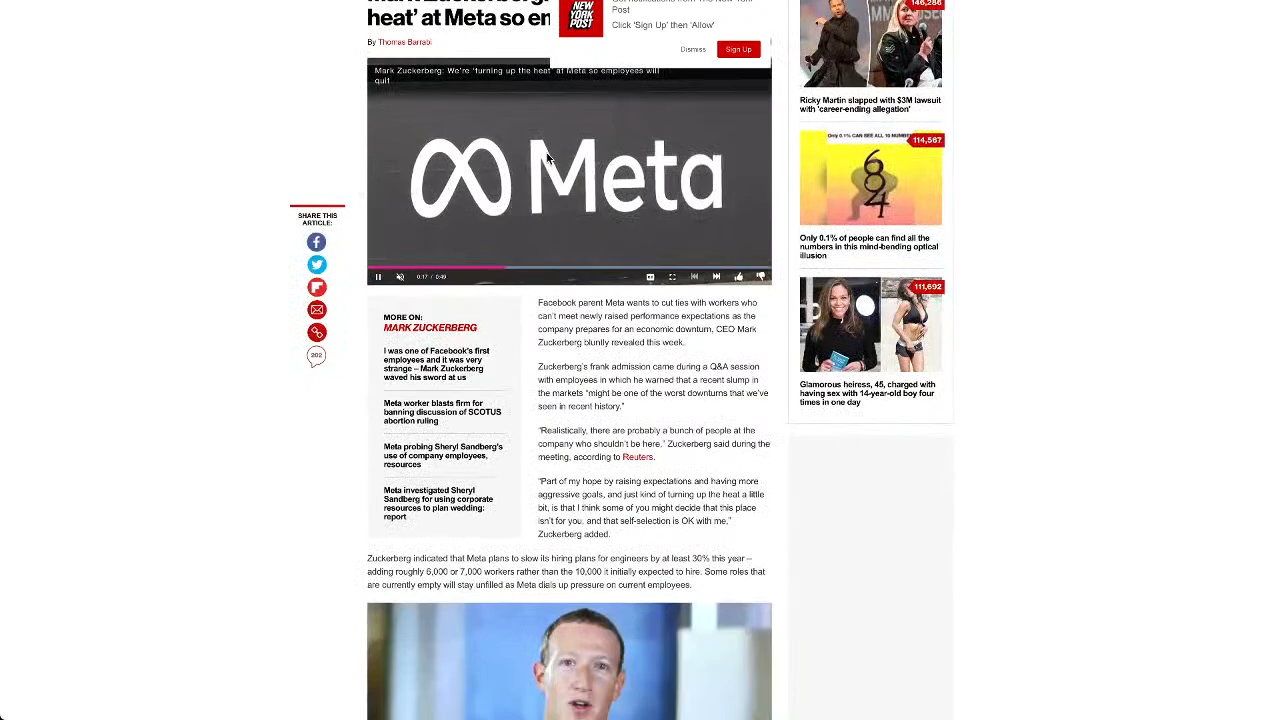 heat' at Meta so en
NEW
YORK
POST
Post
Click 'Sign Up' then 'Allow'
Dismiss
Sign Up
By Thomas Barrabi
Mark Zuckerberg: We're 'turning up the heat' at Meta so employees will
quit
Meta
0:17 / 0:49
SHARE THIS
ARTICLE:
202
MORE ON:
MARK ZUCKERBERG
I was one of Facebook's first
employees and it was very
strange – Mark Zuckerberg
waved his sword at us
Meta worker blasts firm for
banning discussion of SCOTUS
abortion ruling
Meta probing Sheryl Sandberg's
use of company employees,
resources
Meta investigated Sheryl
Sandberg for using corporate
resources to plan wedding:
report
Facebook parent Meta wants to cut ties with workers who
can't meet newly raised performance expectations as the
company prepares for an economic downturn, CEO Mark
Zuckerberg bluntly revealed this week.
Zuckerberg's frank admission came during a Q&A session
with employees in which he warned that a recent slump in
the markets "might be one of the worst downturns that we've
seen in recent history."
"Realistically, there are probably a bunch of people at the
company who shouldn't be here," Zuckerberg said during the
meeting, according to Reuters.
"Part of my hope by raising expectations and having more
aggressive goals, and just kind of turning up the heat a little
bit, is that I think some of you might decide that this place
isn't for you, and that self-selection is OK with me,"
Zuckerberg added.
Zuckerberg indicated that Meta plans to slow its hiring plans for engineers by at least 30% this year –
adding roughly 6,000 or 7,000 workers rather than the 10,000 it initially expected to hire. Some roles that
are currently empty will stay unfilled as Meta dials up pressure on current employees.
146,286
Ricky Martin slapped with $3M lawsuit
with 'career-ending allegation'
Only 0.1% CAN SEE ALL 10 NUMBER
114,567
Only 0.1% of people can find all the
numbers in this mind-bending optical
illusion
111,692
Glamorous heiress, 45, charged with
having sex with 14-year-old boy four
times in one day